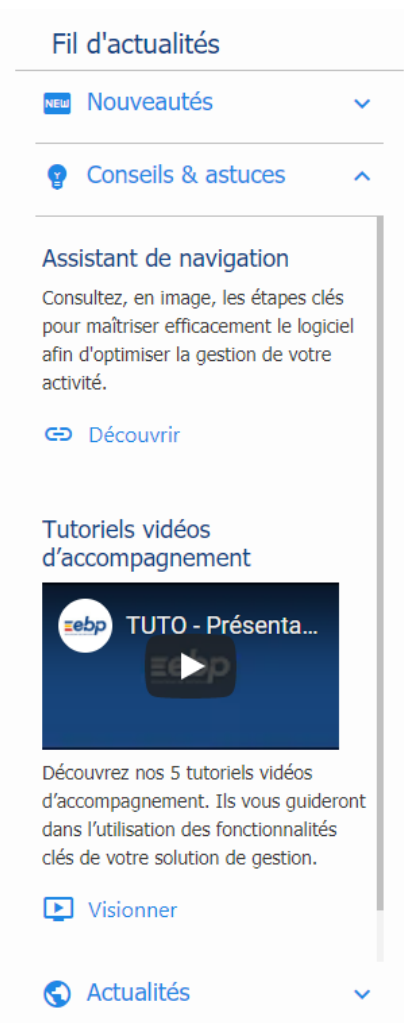 Fil d'actualités
NEW Nouveautés
Conseils & astuces
Assistant de navigation
Consultez, en image, les étapes clés
pour maîtriser efficacement le logiciel
afin d'optimiser la gestion de votre
activité.
Découvrir
Tutoriels vidéos
d’accompagnement
ebp TUTO - Présenta...
ebp
Découvrez nos 5 tutoriels vidéos
d’accompagnement. Ils vous guideront
dans l’utilisation des fonctionnalités
clés de votre solution de gestion.
Visionner
Actualités